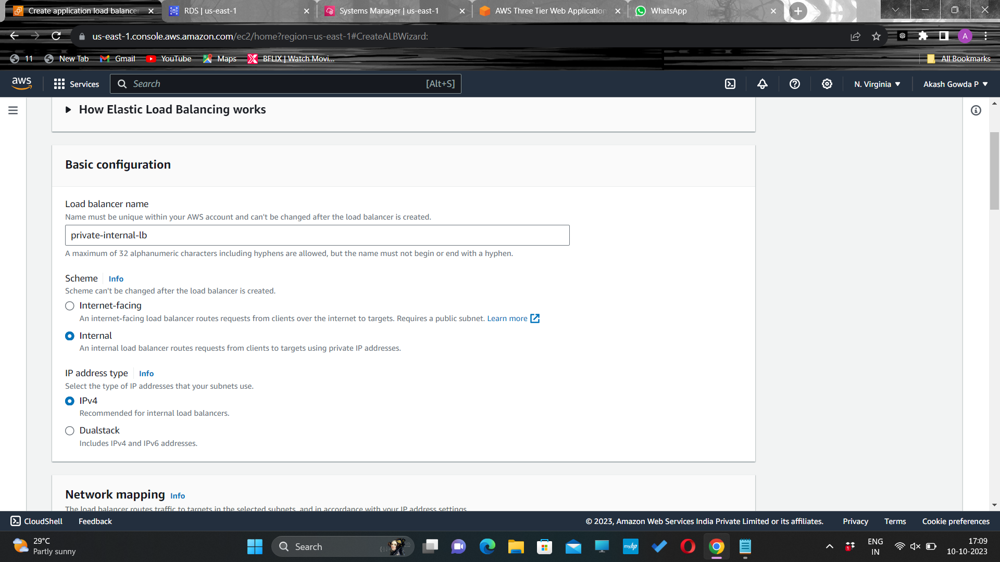 Create application load balancer
RDS | us-east-1
Systems Manager | us-east-1
AWS Three Tier Web Application
WhatsApp
us-east-1.console.aws.amazon.com/ec2/home?region=us-east-1#CreateALBWizard:
A
11
New Tab
Gmail
YouTube
Maps
BFLIX | Watch Movi...
All Bookmarks
aws
Services
Search
[Alt+S]
N. Virginia
Akash Gowda P
How Elastic Load Balancing works
Basic configuration
Load balancer name
Name must be unique within your AWS account and can't be changed after the load balancer is created.
private-internal-lb
A maximum of 32 alphanumeric characters including hyphens are allowed, but the name must not begin or end with a hyphen.
Scheme Info
Scheme can't be changed after the load balancer is created.
Internet-facing
An internet-facing load balancer routes requests from clients over the internet to targets. Requires a public subnet. Learn more
Internal
An internal load balancer routes requests from clients to targets using private IP addresses.
IP address type Info
Select the type of IP addresses that your subnets use.
IPv4
Recommended for internal load balancers.
Dualstack
Includes IPv4 and IPv6 addresses.
Network mapping Info
The load balancer routes traffic to targets in the selected subnets, and in accordance with your IP address settings.
CloudShell
Feedback
© 2023, Amazon Web Services India Private Limited or its affiliates.
Privacy
Terms
Cookie preferences
29°C
Partly sunny
Search
myhp
1
ENG
IN
17:09
10-10-2023